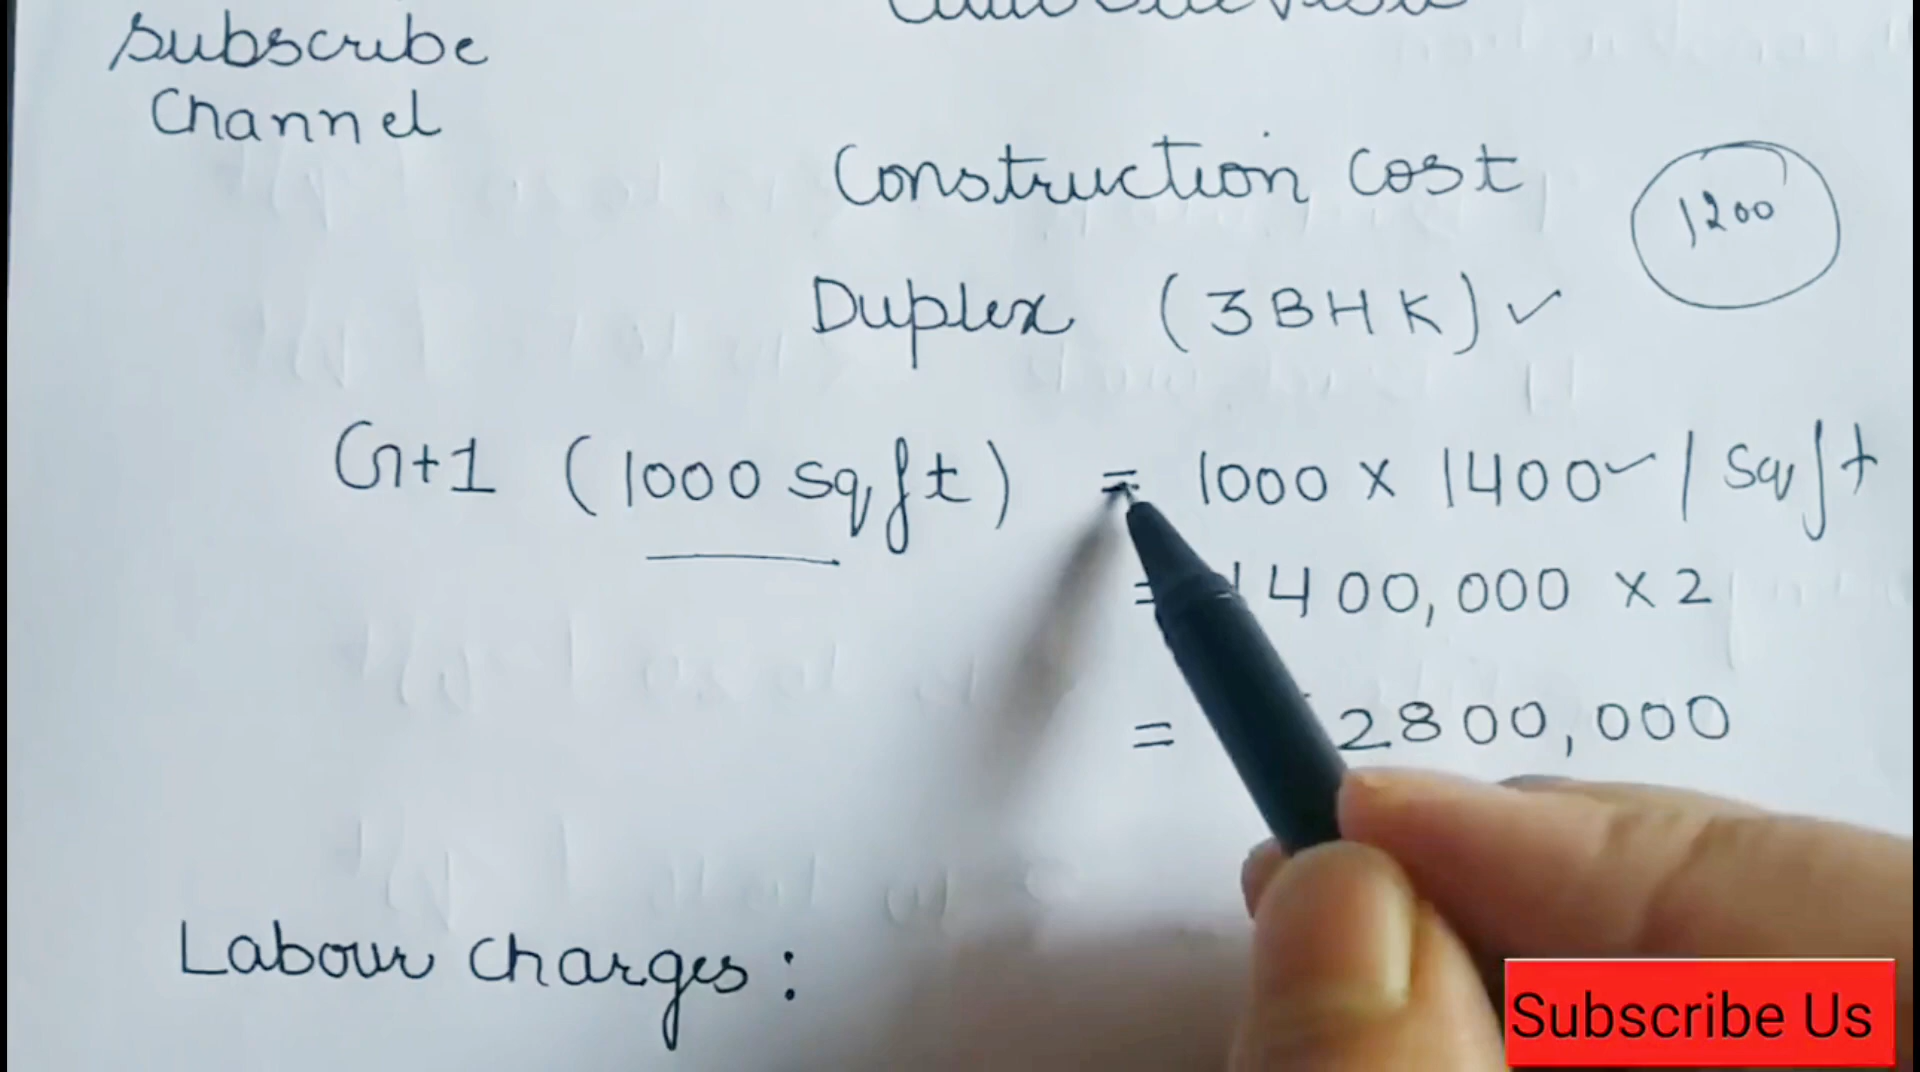 Subscribe
Channel
Construction Cost
1200
Duplex (3BHK) ✓
G+1 (1000 sqft) = 1000 x 1400 / Sqft
= 1400,000 x 2
= 2800,000
Labour Charges :
Subscribe Us